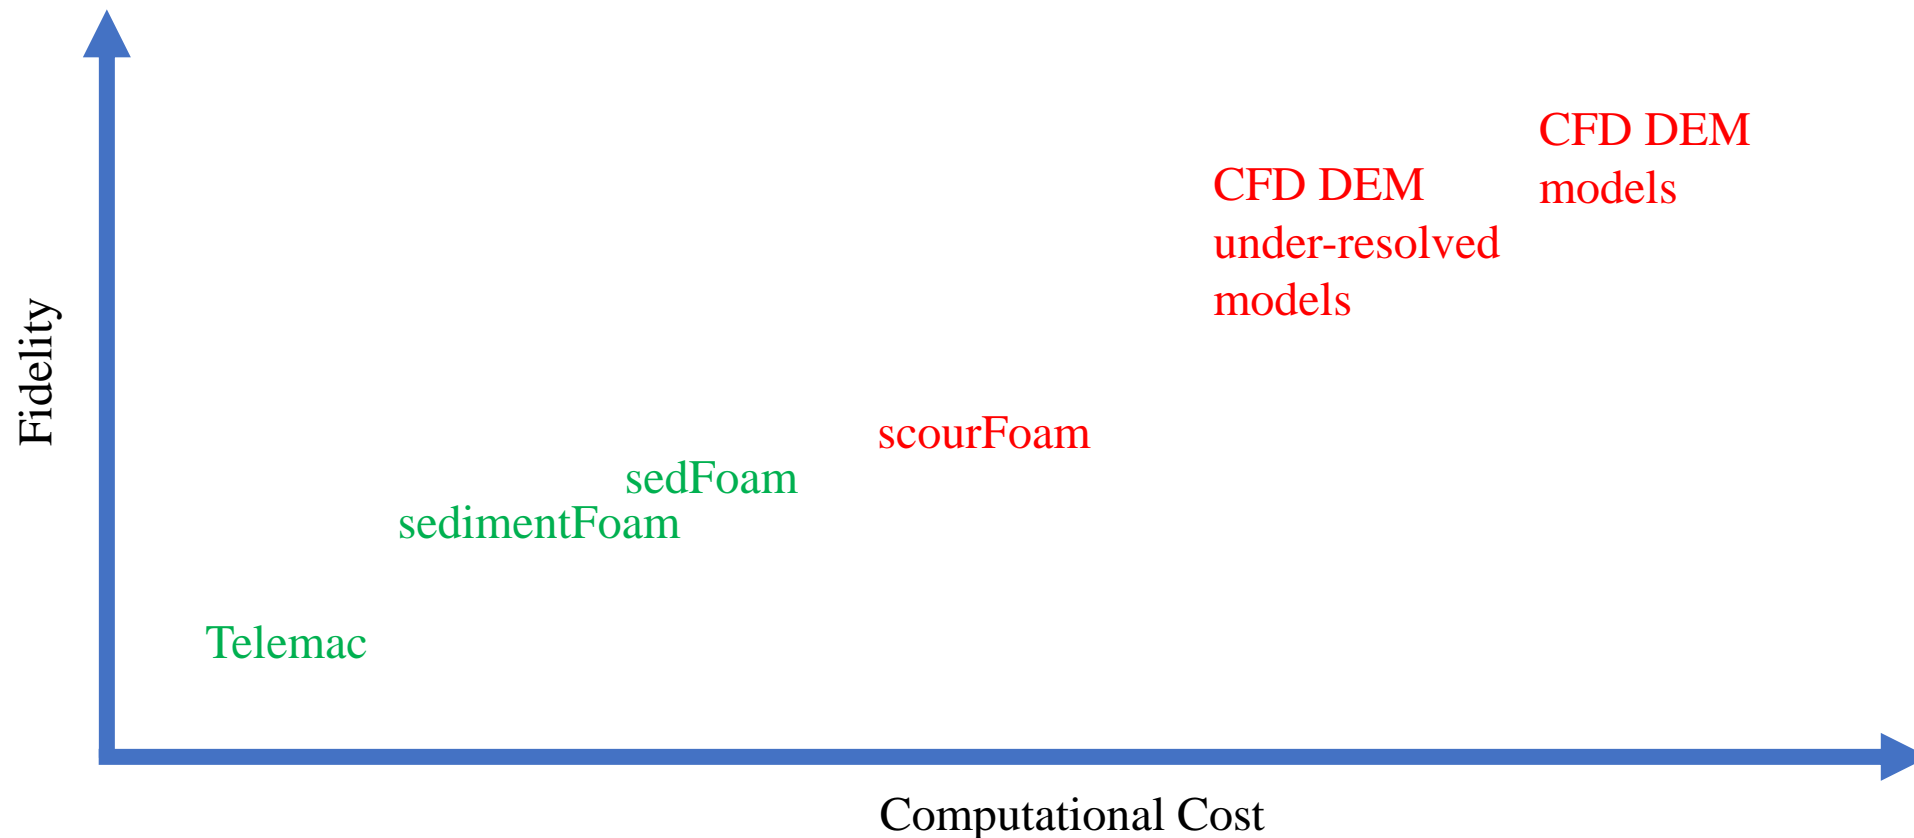 CFD DEM
models
CFD DEM
under-resolved
models
scourFoam
sedFoam
sedimentFoam
Telemac
Fidelity
Computational Cost